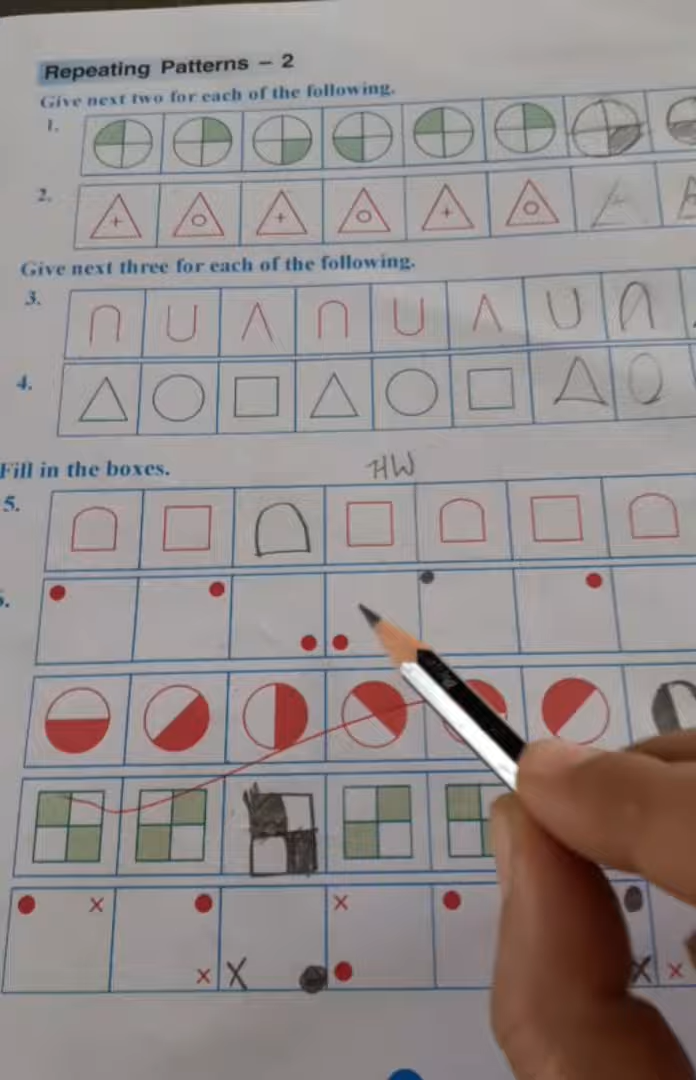 Repeating Patterns - 2
Give next two for each of the following.
1.
2.
Give next three for each of the following.
3.
4.
HW
Fill in the boxes.
5.